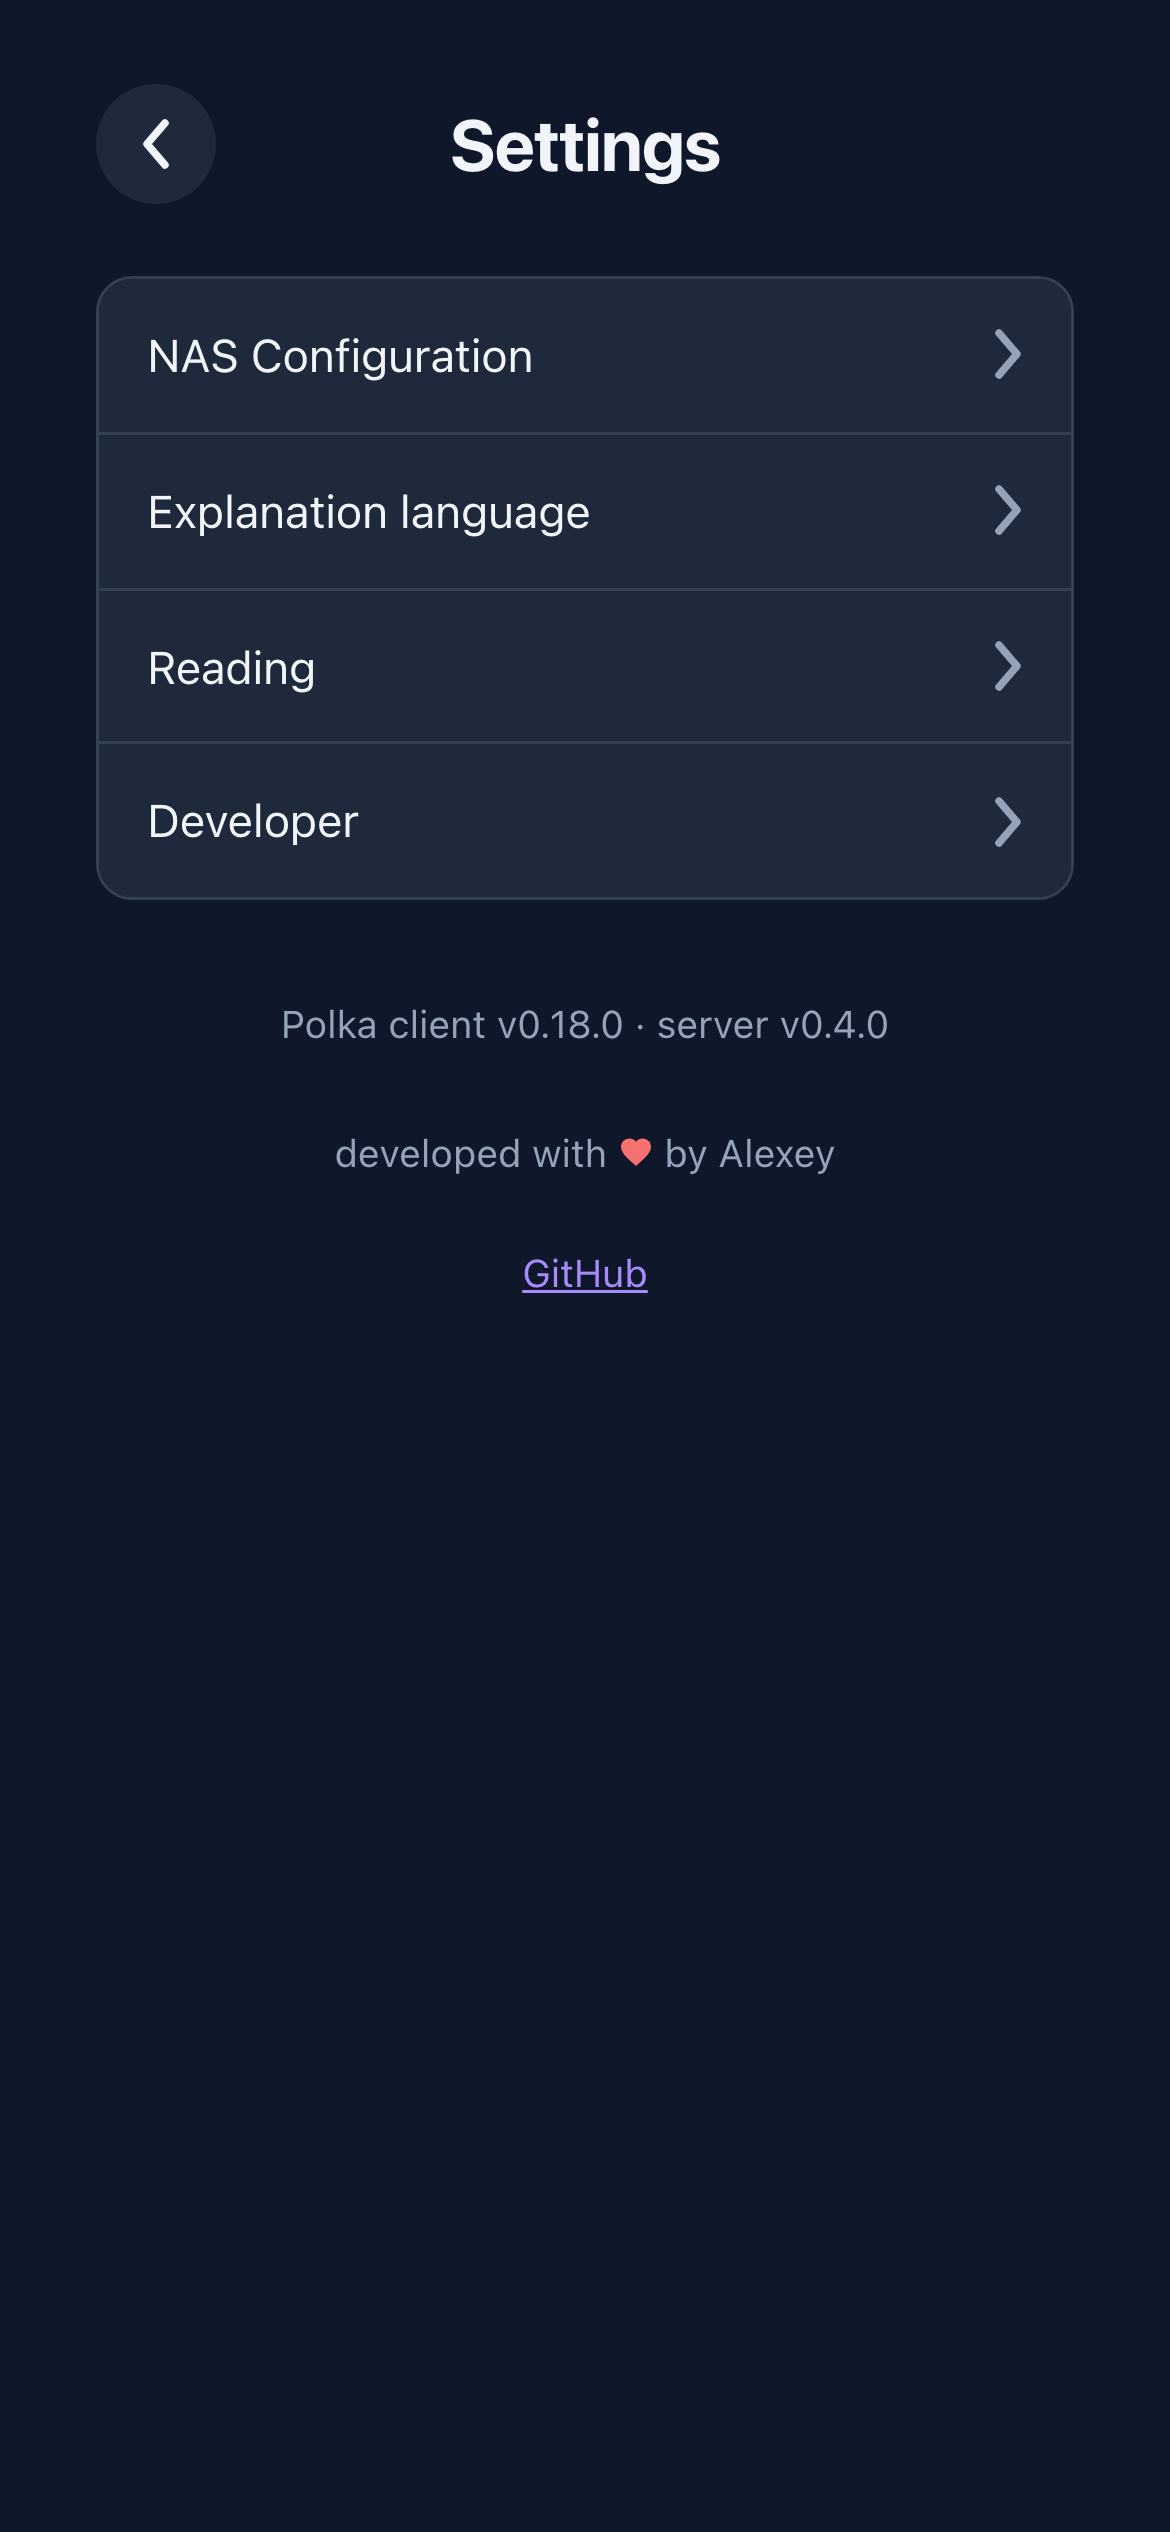 Settings
NAS Configuration
Explanation language
Reading
Developer
Polka client v0.18.0 · server v0.4.0
developed with ❤ by Alexey
GitHub